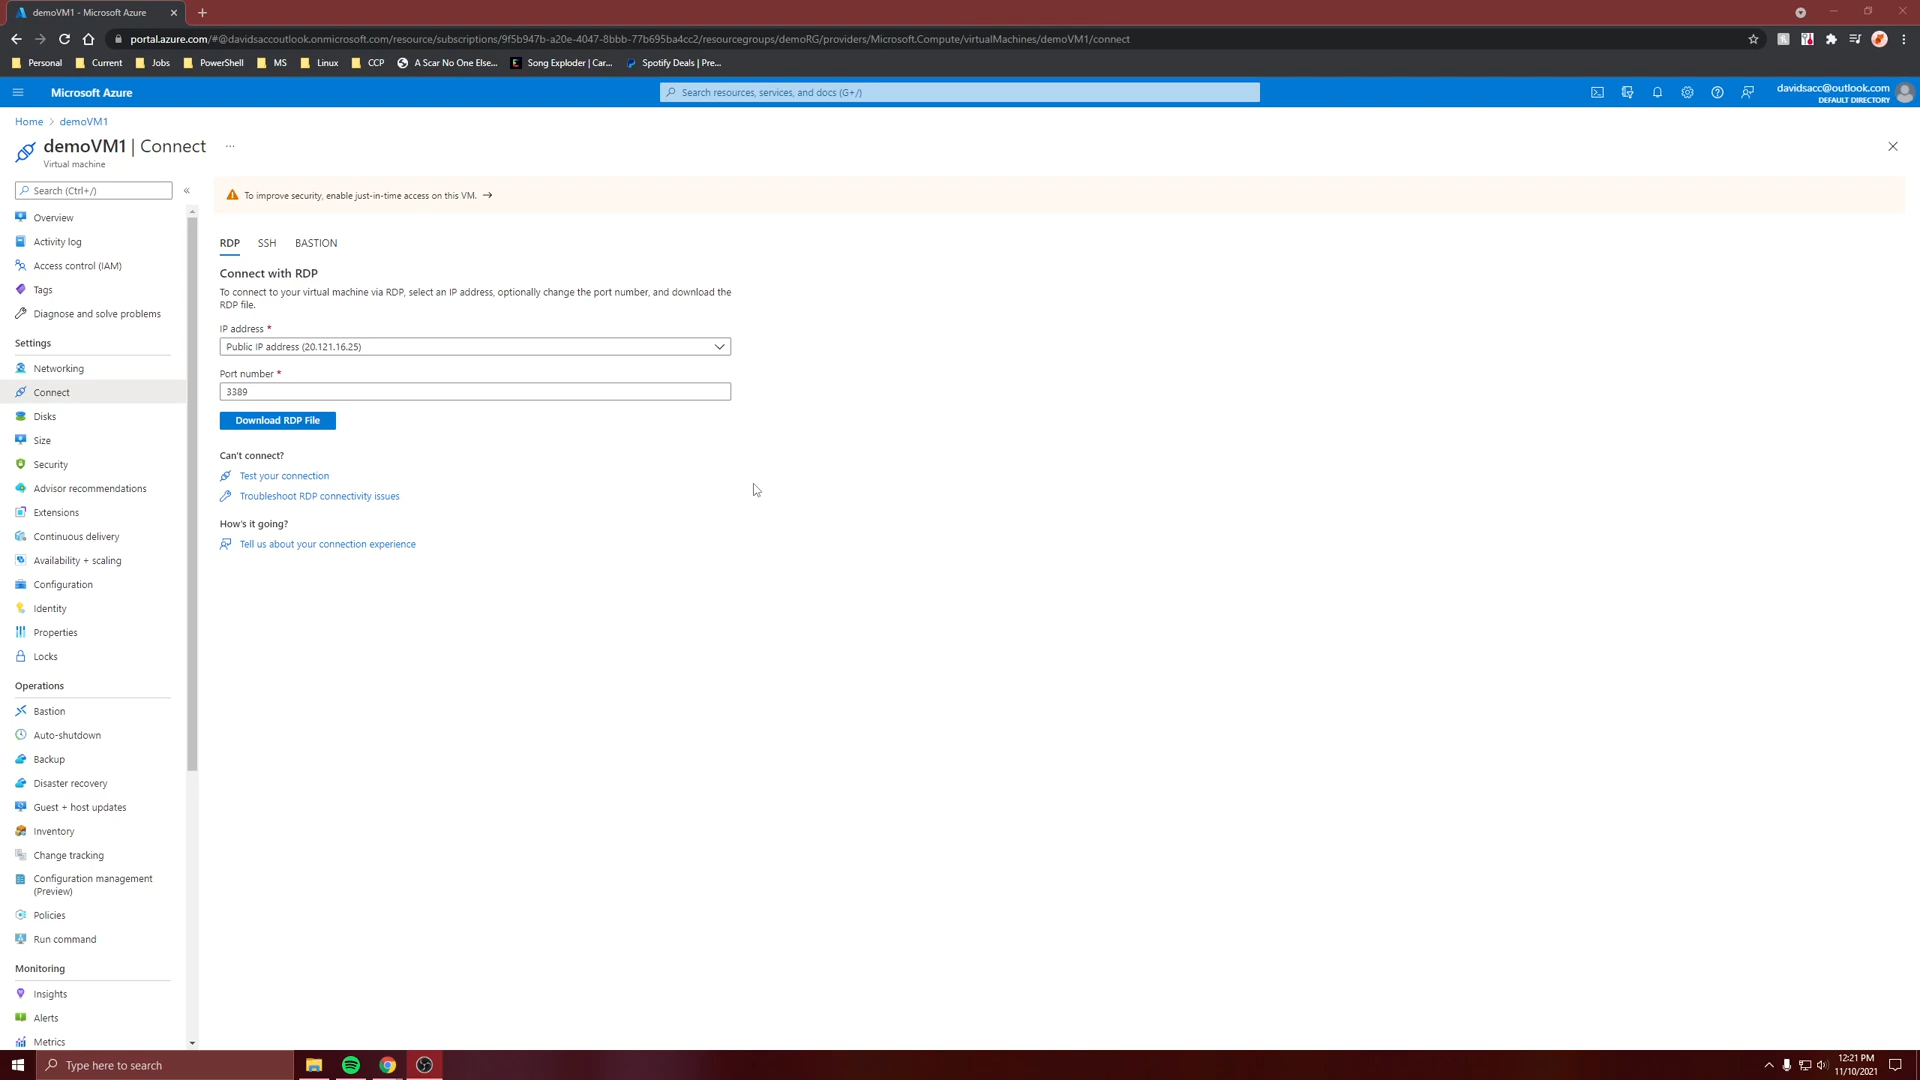 demoVM1 - Microsoft Azure
portal.azure.com/#@davidsaccoutlook.onmicrosoft.com/resource/subscriptions/9f5b947b-a20e-4047-8bbb-77b695ba4cc2/resourcegroups/demoRG/providers/Microsoft.Compute/virtualMachines/demoVM1/connect
Personal Current Jobs PowerShell MS Linux CCP A Scar No One Else... Song Exploder | Car... Spotify Deals | Pre...
Microsoft Azure
Search resources, services, and docs (G+/)
davidsacc@outlook.com
DEFAULT DIRECTORY
Home > demoVM1
demoVM1 | Connect ...
Virtual machine
Search (Ctrl+/) «
To improve security, enable just-in-time access on this VM. →
Overview
Activity log
Access control (IAM)
Tags
Diagnose and solve problems
Settings
Networking
Connect
Disks
Size
Security
Advisor recommendations
Extensions
Continuous delivery
Availability + scaling
Configuration
Identity
Properties
Locks
Operations
Bastion
Auto-shutdown
Backup
Disaster recovery
Guest + host updates
Inventory
Change tracking
Configuration management
(Preview)
Policies
Run command
Monitoring
Insights
Alerts
Metrics
RDP SSH BASTION
Connect with RDP
To connect to your virtual machine via RDP, select an IP address, optionally change the port number, and download the
RDP file.
IP address *
Public IP address (20.121.16.25)
Port number *
3389
Download RDP File
Can't connect?
Test your connection
Troubleshoot RDP connectivity issues
How's it going?
Tell us about your connection experience
Type here to search
12:21 PM
11/10/2021